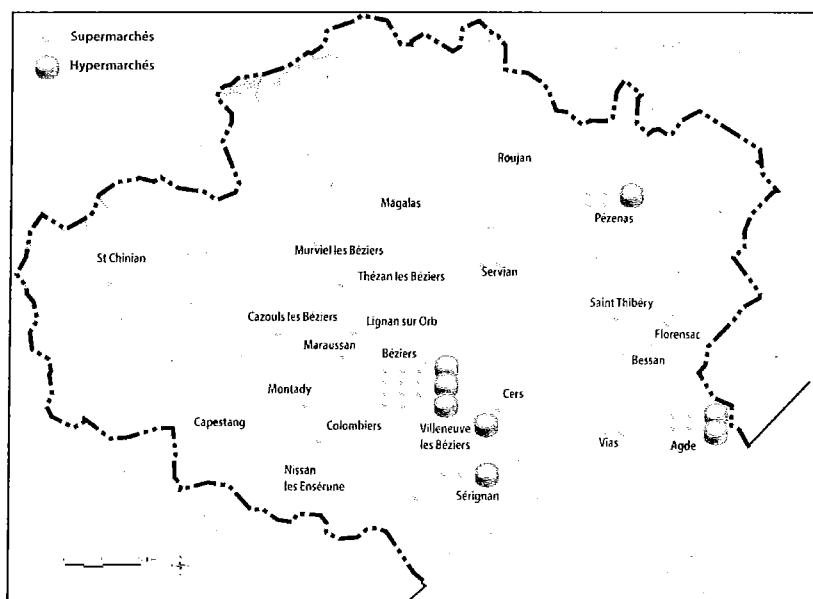 Supermarchés
Hypermarchés
Roujan
Magalas
Pézenas
St Chinian
Murviel les Béziers
Thézan les Béziers
Servian
Cazouls les Béziers
Lignan sur Orb
Saint Thibéry
Florensac
Maraussan
Béziers
Bessan
Montady
Cers
Capestang
Colombiers
Villeneuve
les Béziers
Vias
Agde
Nissan
les Ensérune
Sérignan